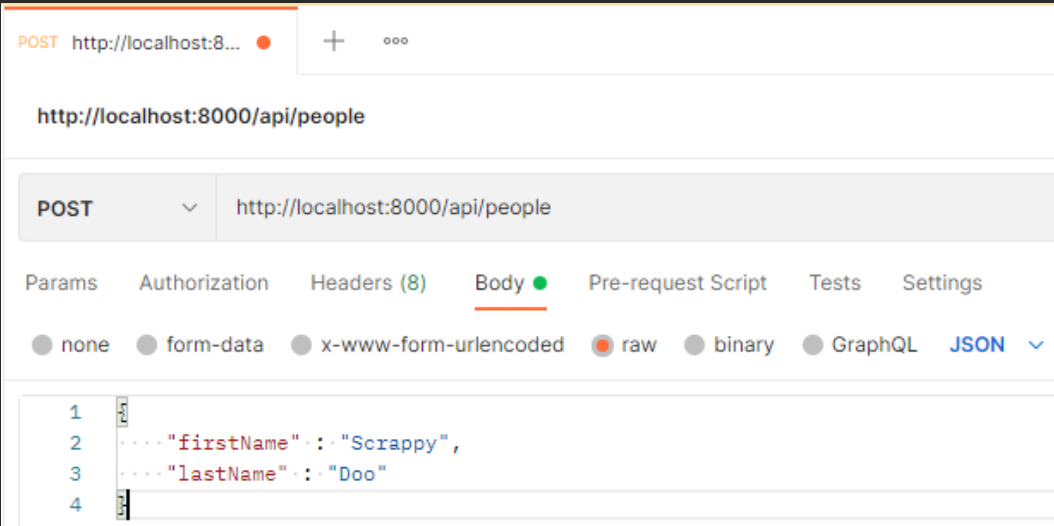 POST http://localhost:8...
http://localhost:8000/api/people
POST http://localhost:8000/api/people
Params Authorization Headers (8) Body Pre-request Script Tests Settings
none form-data x-www-form-urlencoded raw binary GraphQL JSON
1 {
2 ····"firstName"·:·"Scrappy",
3 ····"lastName"·:·"Doo"
4 }